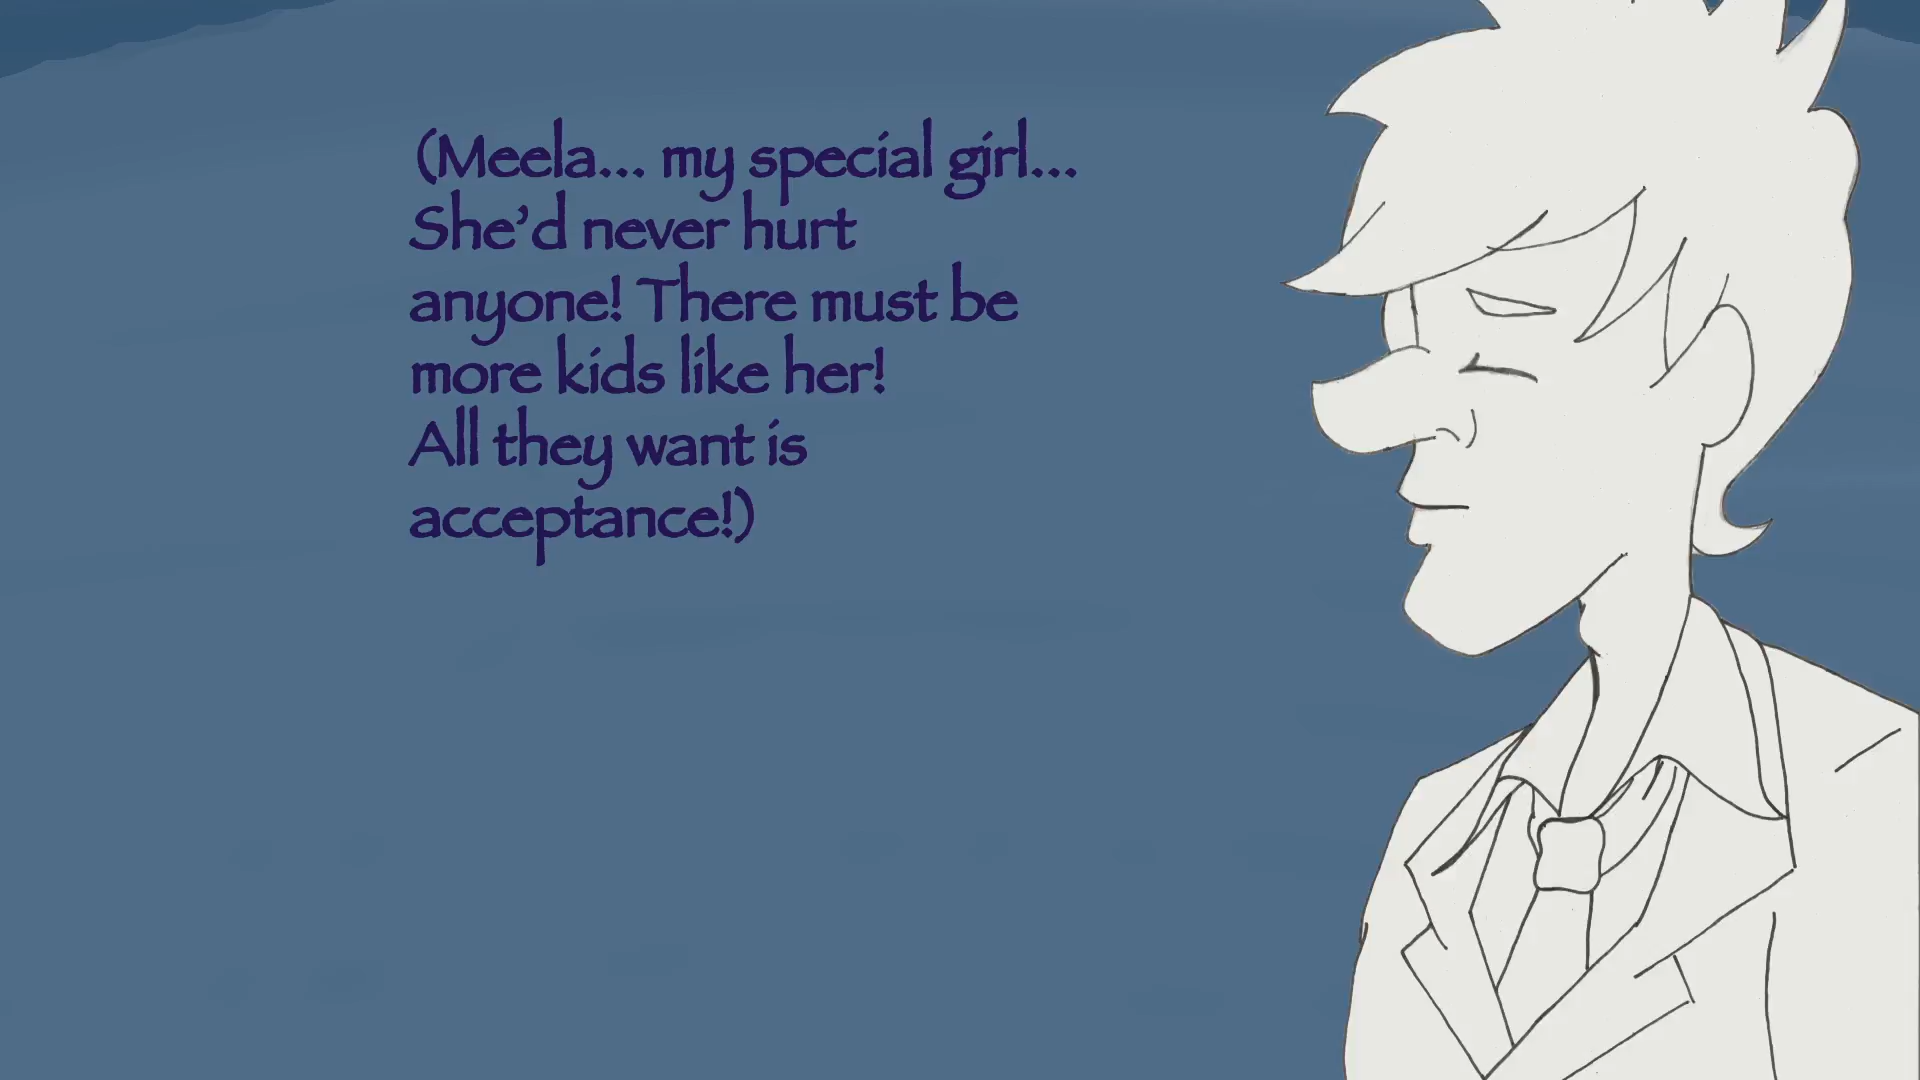 (Meela... my special girl...
She’d never hurt
anyone! There must be
more kids like her!
All they want is
acceptance!)